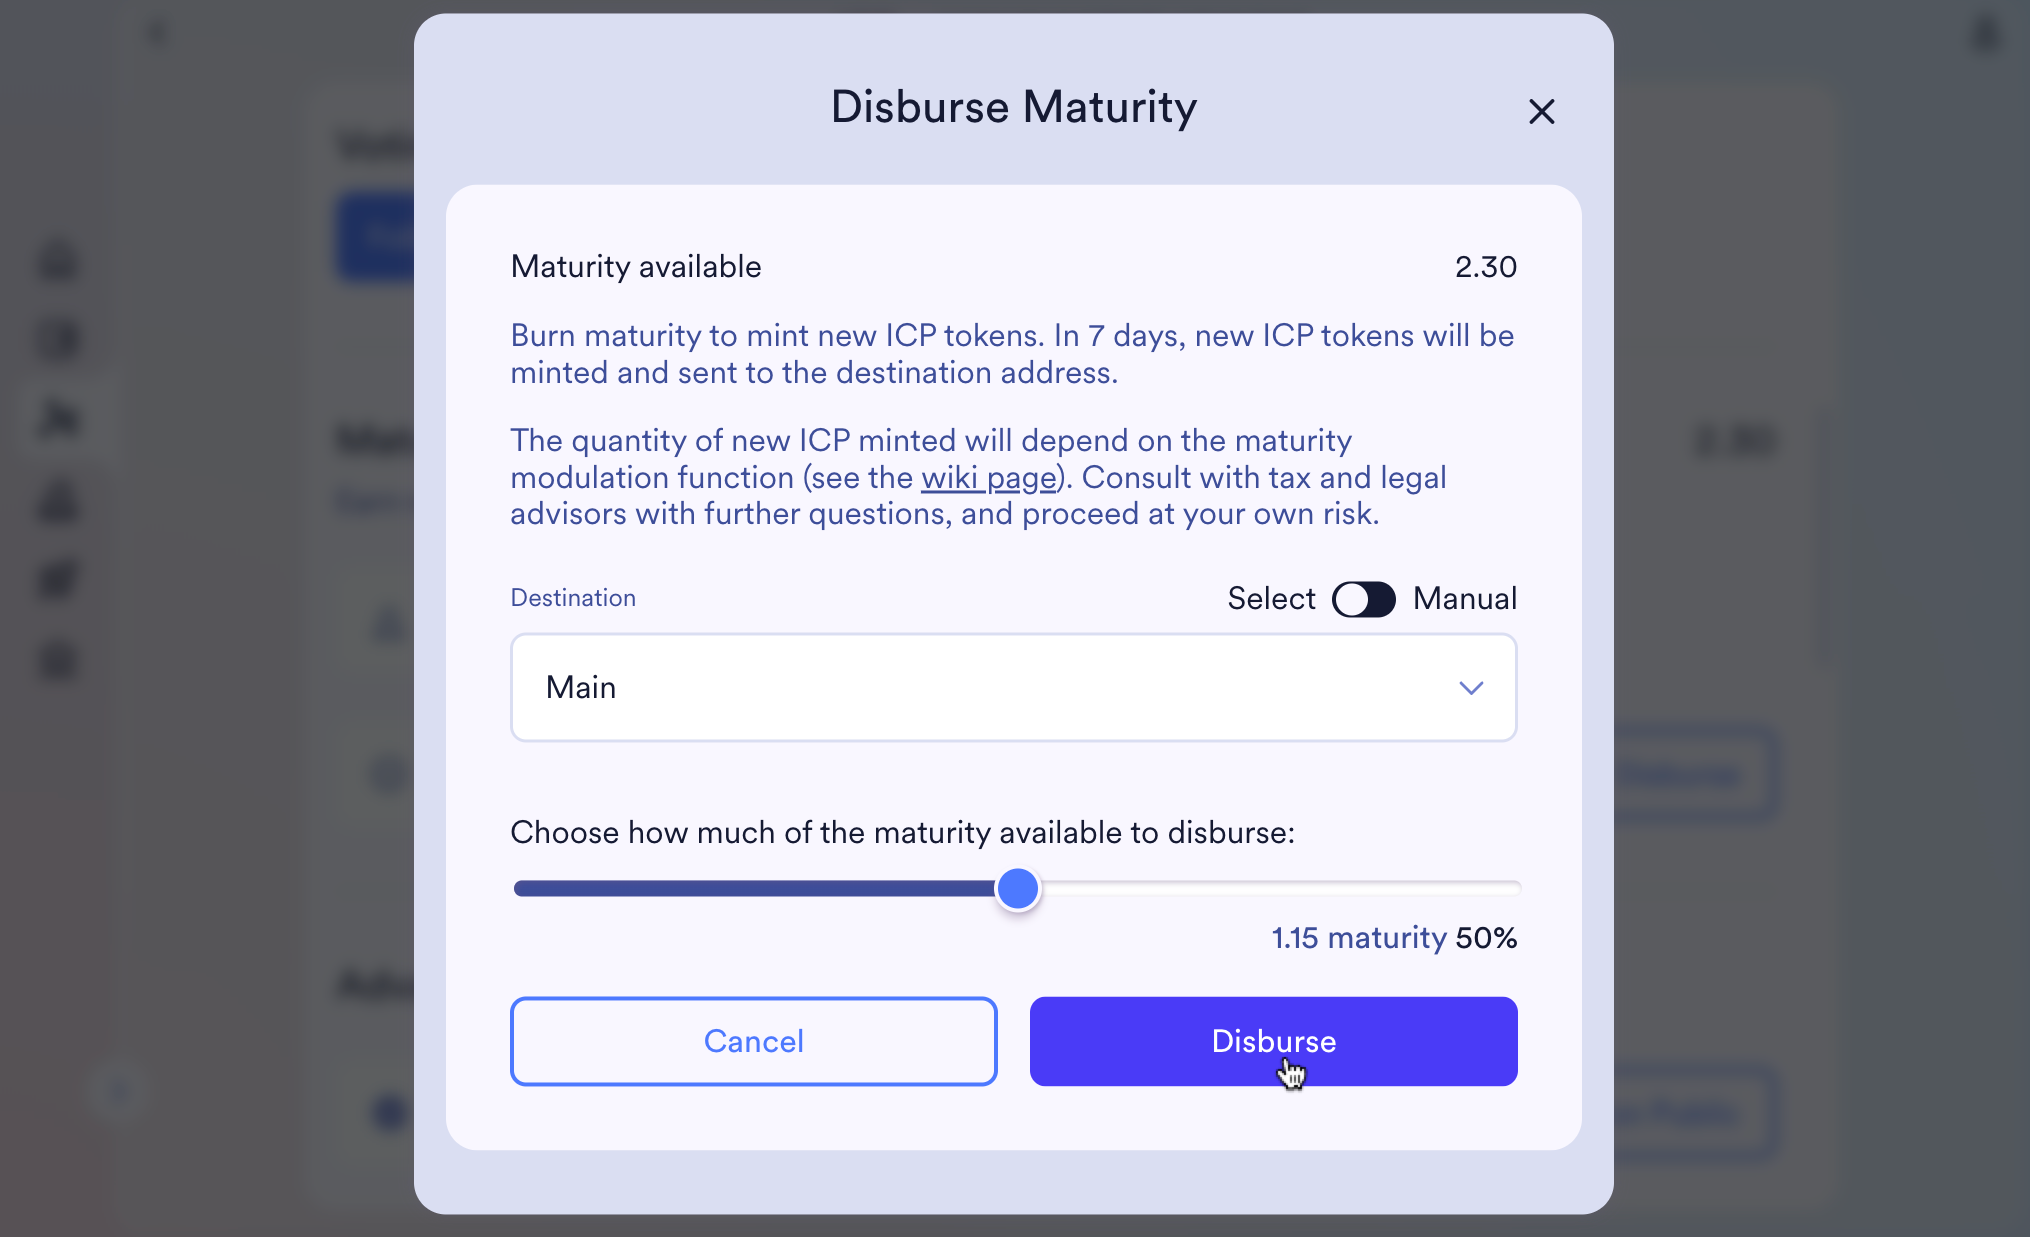 Disburse Maturity
Maturity available 2.30
Burn maturity to mint new ICP tokens. In 7 days, new ICP tokens will be
minted and sent to the destination address.
The quantity of new ICP minted will depend on the maturity
modulation function (see the wiki page). Consult with tax and legal
advisors with further questions, and proceed at your own risk.
Destination Select Manual
Main
Choose how much of the maturity available to disburse:
1.15 maturity 50%
Cancel Disburse